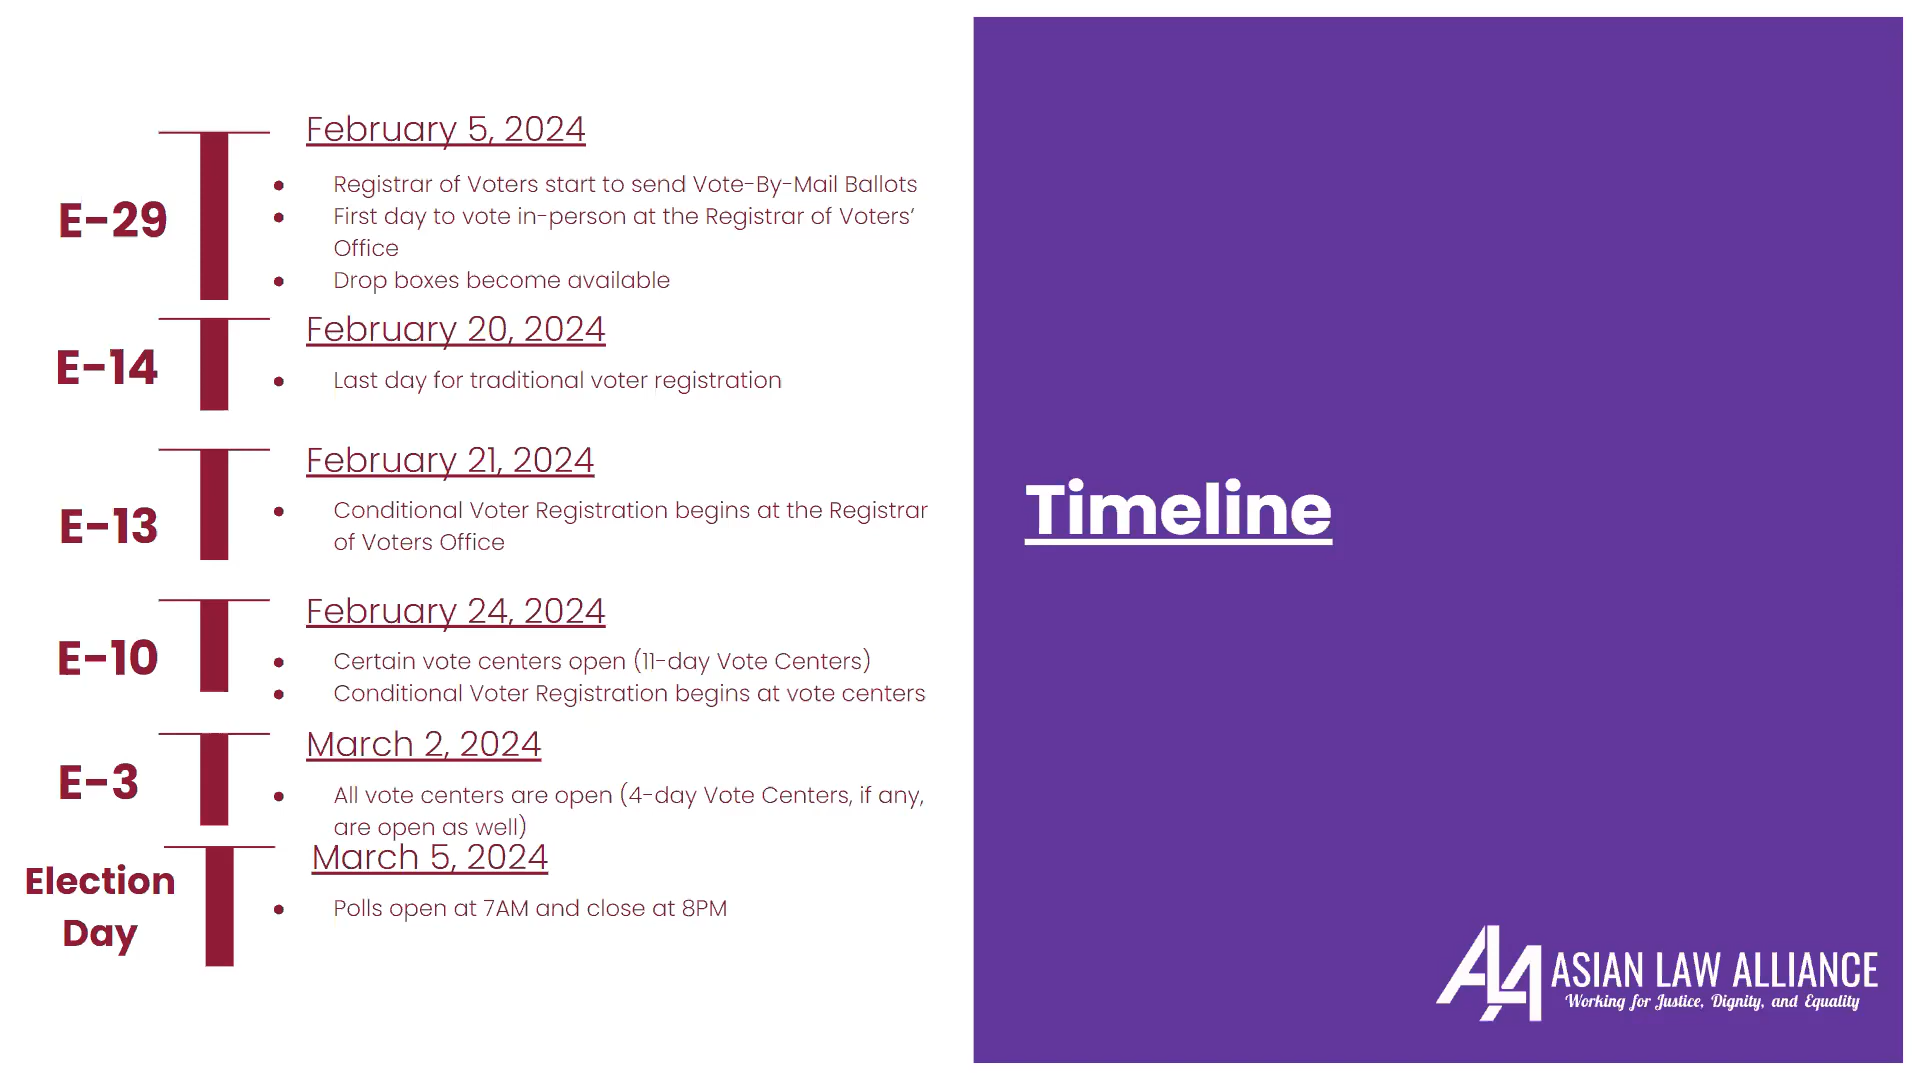 February 5, 2024
E-29
• Registrar of Voters start to send Vote-By-Mail Ballots
• First day to vote in-person at the Registrar of Voters'
Office
• Drop boxes become available
February 20, 2024
E-14
• Last day for traditional voter registration
February 21, 2024
E-13
• Conditional Voter Registration begins at the Registrar
of Voters Office
February 24, 2024
E-10
• Certain vote centers open (11-day Vote Centers)
• Conditional Voter Registration begins at vote centers
March 2, 2024
E-3
• All vote centers are open (4-day Vote Centers, if any,
are open as well)
March 5, 2024
Election
Day
• Polls open at 7AM and close at 8PM
Timeline
ALA
ASIAN LAW ALLIANCE
Working for Justice, Dignity, and Equality